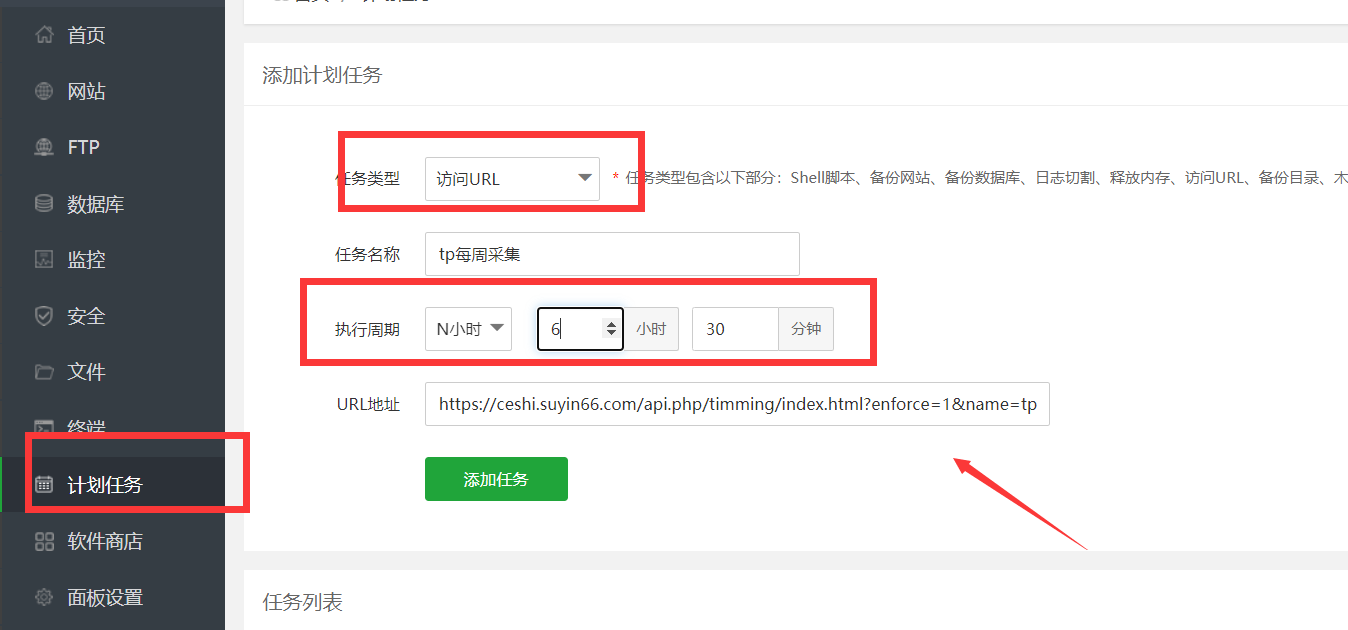 首页
网站
FTP
数据库
监控
安全
文件
终端
计划任务
软件商店
面板设置
添加计划任务
任务类型 访问URL * 任务类型包含以下部分：Shell脚本、备份网站、备份数据库、日志切割、释放内存、访问URL、备份目录、木
任务名称 tp每周采集
执行周期 N小时 6 小时 30 分钟
URL地址 https://ceshi.suyin66.com/api.php/timming/index.html?enforce=1&name=tp
添加任务
任务列表